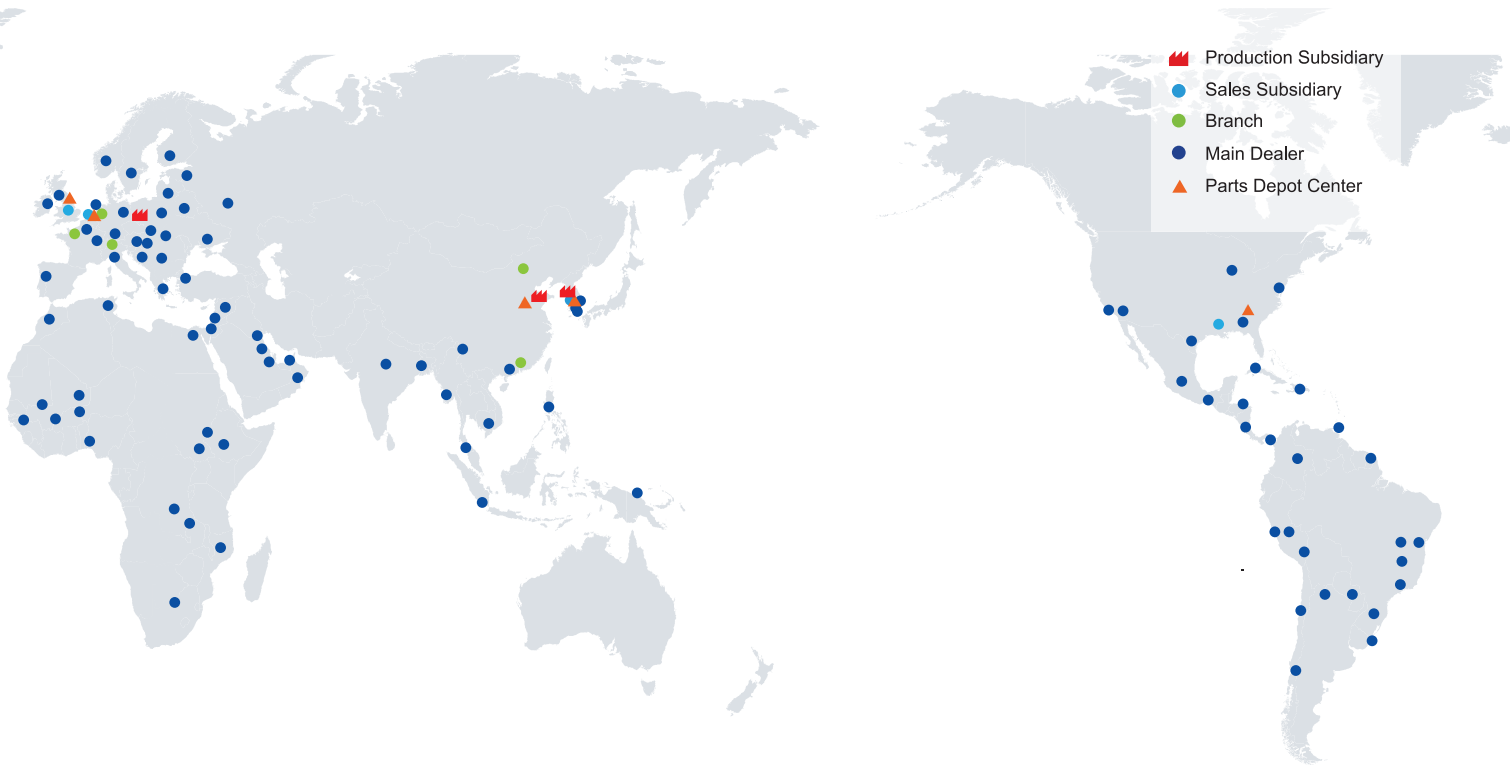 Production Subsidiary
Sales Subsidiary
Branch
Main Dealer
Parts Depot Center